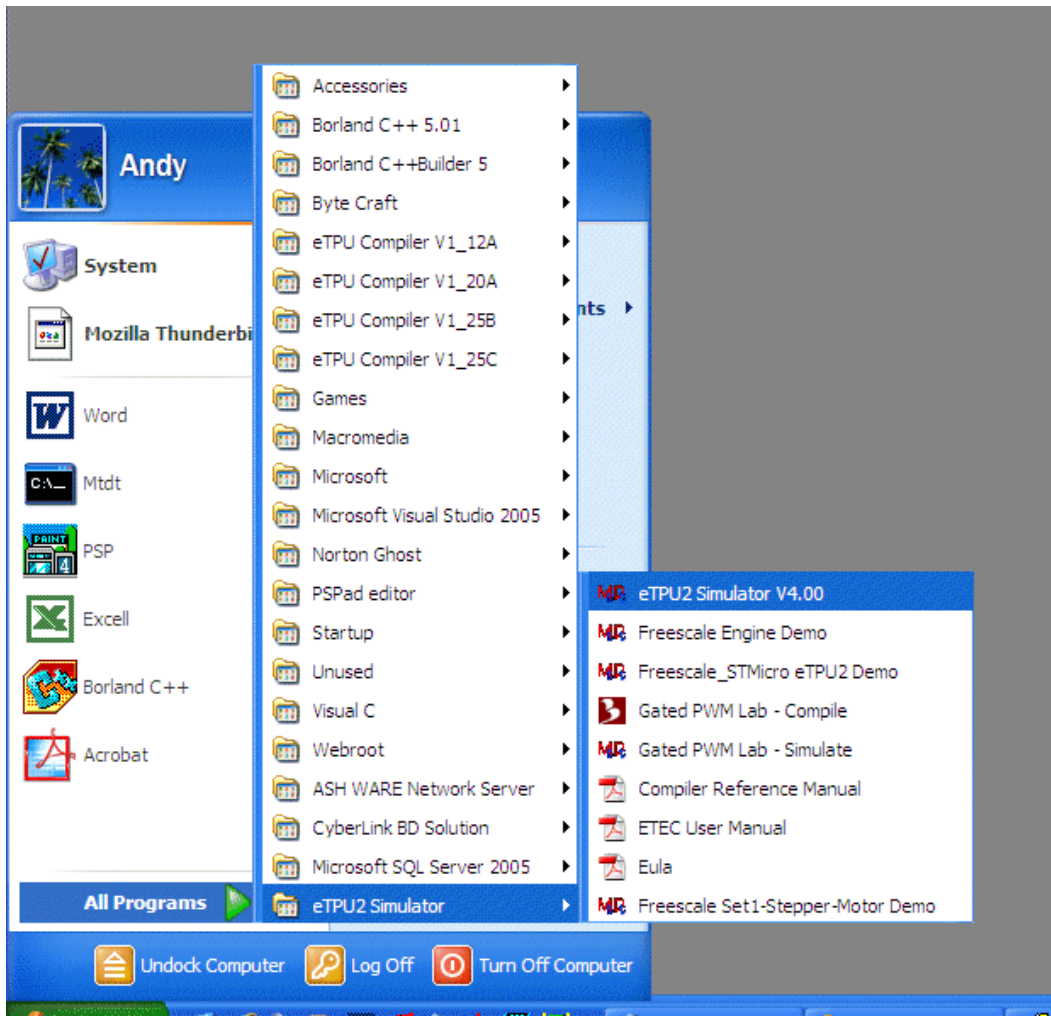 Andy
System
Mozilla Thunderbi
Word
C:\_ Mtdt
PAINT 4 PSP
Excell
Borland C++
Acrobat
All Programs
Accessories
Borland C++ 5.01
Borland C++Builder 5
Byte Craft
eTPU Compiler V1_12A
eTPU Compiler V1_20A
eTPU Compiler V1_25B
eTPU Compiler V1_25C
Games
Macromedia
Microsoft
Microsoft Visual Studio 2005
Norton Ghost
PSPad editor
Startup
Unused
Visual C
Webroot
ASH WARE Network Server
CyberLink BD Solution
Microsoft SQL Server 2005
eTPU2 Simulator
nts
eTPU2 Simulator V4.00
Freescale Engine Demo
Freescale_STMicro eTPU2 Demo
Gated PWM Lab - Compile
Gated PWM Lab - Simulate
Compiler Reference Manual
ETEC User Manual
Eula
Freescale Set1-Stepper-Motor Demo
Undock Computer
Log Off
Turn Off Computer